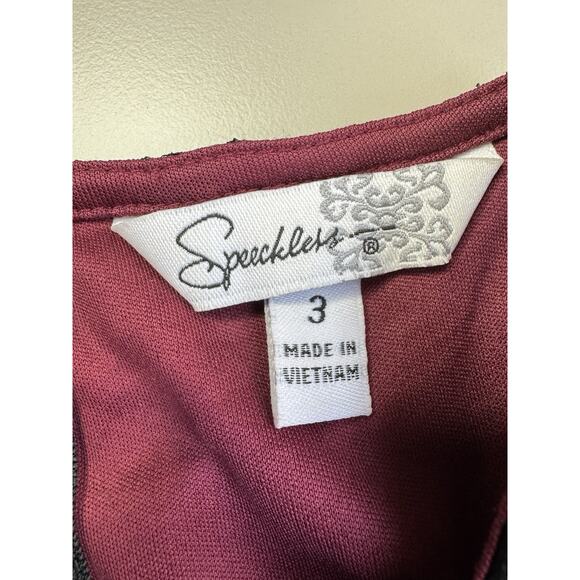 Speechless ®
3
MADE IN
VIETNAM